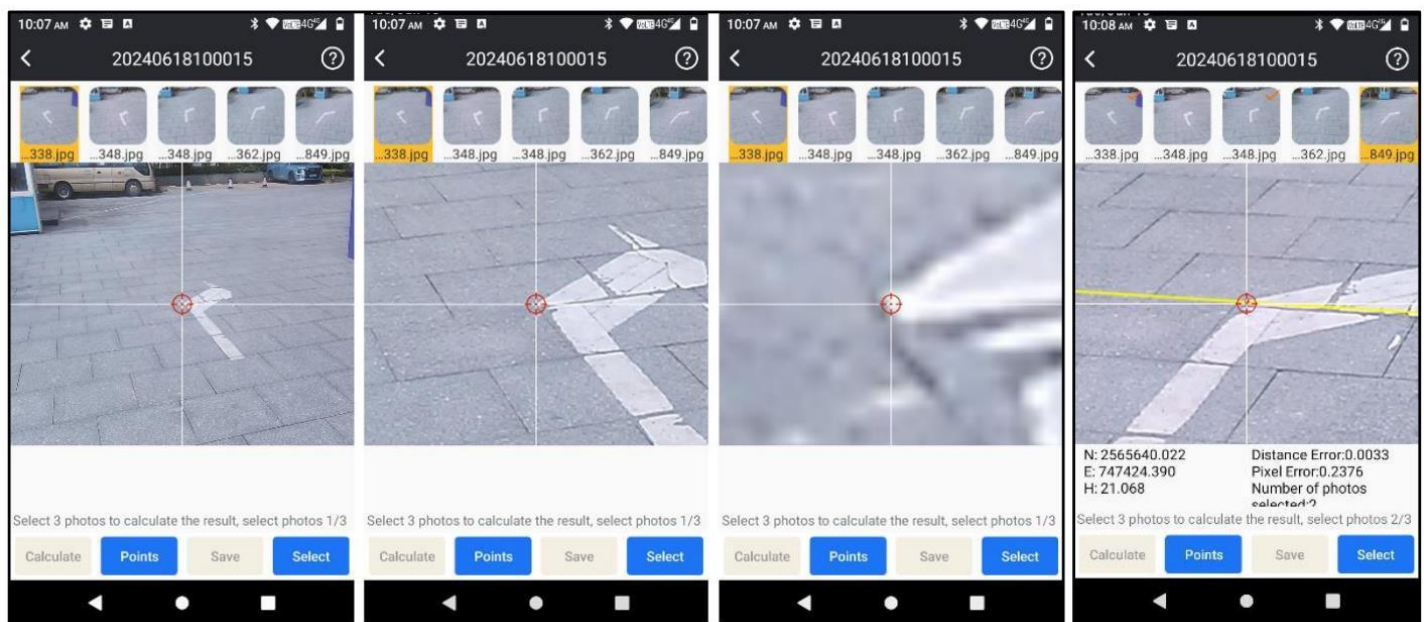 10:07 AM 4G
20240618100015
...338.jpg ...348.jpg ...348.jpg ...362.jpg ...849.jpg
Select 3 photos to calculate the result, select photos 1/3
Calculate Points Save Select
10:07 AM 4G
20240618100015
...338.jpg ...348.jpg ...348.jpg ...362.jpg ...849.jpg
Select 3 photos to calculate the result, select photos 1/3
Calculate Points Save Select
10:07 AM 4G
20240618100015
...338.jpg ...348.jpg ...348.jpg ...362.jpg ...849.jpg
Select 3 photos to calculate the result, select photos 1/3
Calculate Points Save Select
10:08 AM 4G
20240618100015
...338.jpg ...348.jpg ...348.jpg ...362.jpg ...849.jpg
N: 2565640.022
E: 747424.390
H: 21.068
Distance Error:0.0033
Pixel Error:0.2376
Number of photos
selected:2
Select 3 photos to calculate the result, select photos 2/3
Calculate Points Save Select